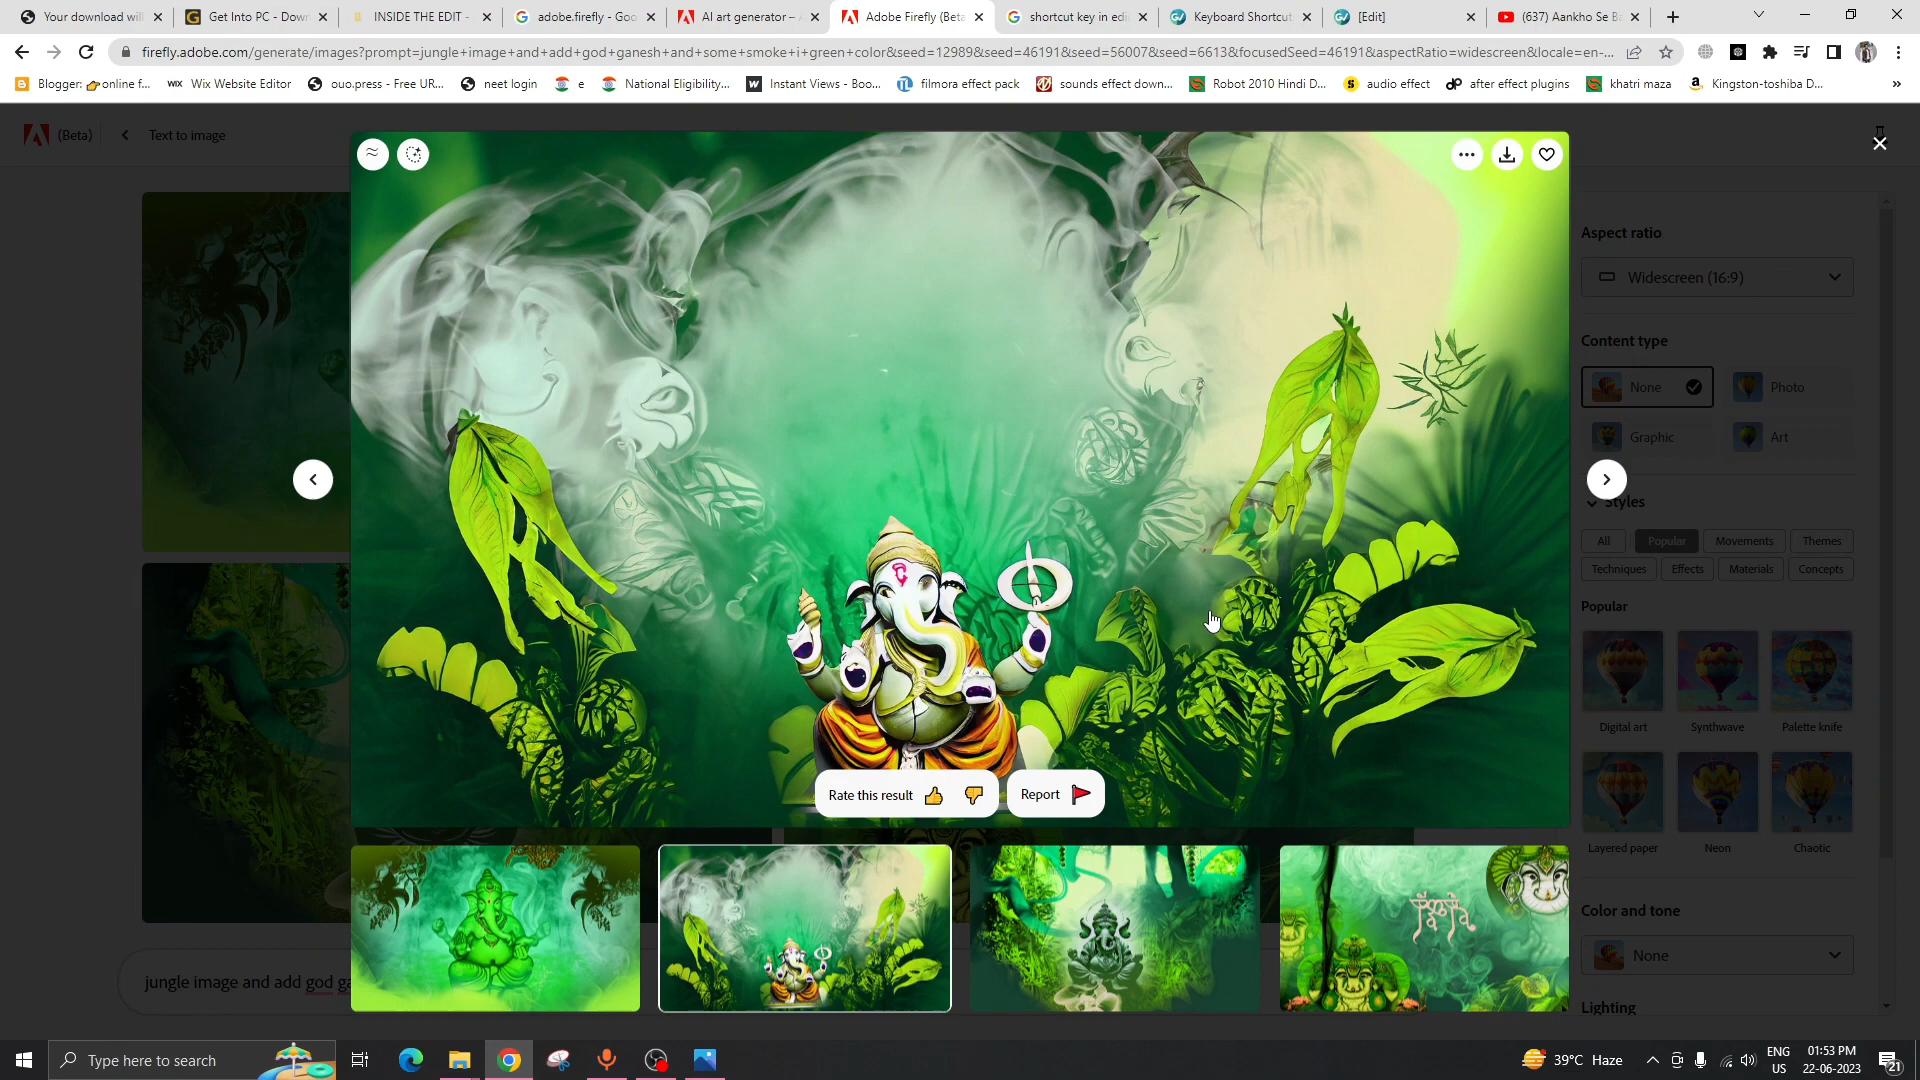 Your download will
Get Into PC - Down
INSIDE THE EDIT -
adobe.firefly - Goo
AI art generator – A
Adobe Firefly (Beta
shortcut key in edi
Keyboard Shortcut
[Edit]
(637) Aankho Se B
firefly.adobe.com/generate/images?prompt=jungle+image+and+add+god+ganesh+and+some+smoke+i+green+color&seed=12989&seed=46191&seed=56007&seed=6613&focusedSeed=46191&aspectRatio=widescreen&locale=en-...
Blogger: 👉online f...
WIX Wix Website Editor
ouo.press - Free UR...
neet login
e
National Eligibility...
W Instant Views - Boo...
filmora effect pack
sounds effect down...
Robot 2010 Hindi D...
audio effect
after effect plugins
khatri maza
Kingston-toshiba D...
»
(Beta)
Text to image
Aspect ratio
Widescreen (16:9)
Content type
None
Photo
Graphic
Art
Styles
All
Popular
Movements
Themes
Techniques
Effects
Materials
Concepts
Popular
Digital art
Synthwave
Palette knife
Layered paper
Neon
Chaotic
Rate this result
Report
Color and tone
None
jungle image and add god ga
Lighting
Type here to search
39°C Haze
ENG
US
01:53 PM
22-06-2023
21